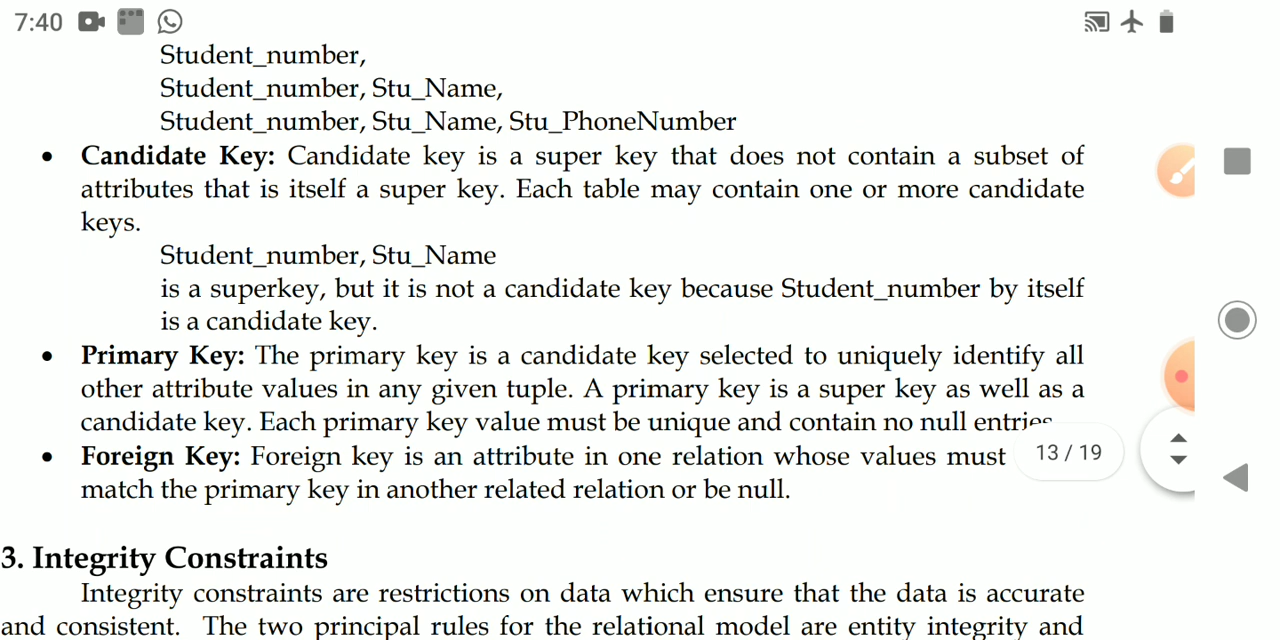 7:40
Student_number,
Student_number, Stu_Name,
Student_number, Stu_Name, Stu_PhoneNumber
• Candidate Key: Candidate key is a super key that does not contain a subset of
attributes that is itself a super key. Each table may contain one or more candidate
keys.
Student_number, Stu_Name
is a superkey, but it is not a candidate key because Student_number by itself
is a candidate key.
• Primary Key: The primary key is a candidate key selected to uniquely identify all
other attribute values in any given tuple. A primary key is a super key as well as a
candidate key. Each primary key value must be unique and contain no null entries
• Foreign Key: Foreign key is an attribute in one relation whose values must
match the primary key in another related relation or be null.
13 / 19
3. Integrity Constraints
Integrity constraints are restrictions on data which ensure that the data is accurate
and consistent. The two principal rules for the relational model are entity integrity and